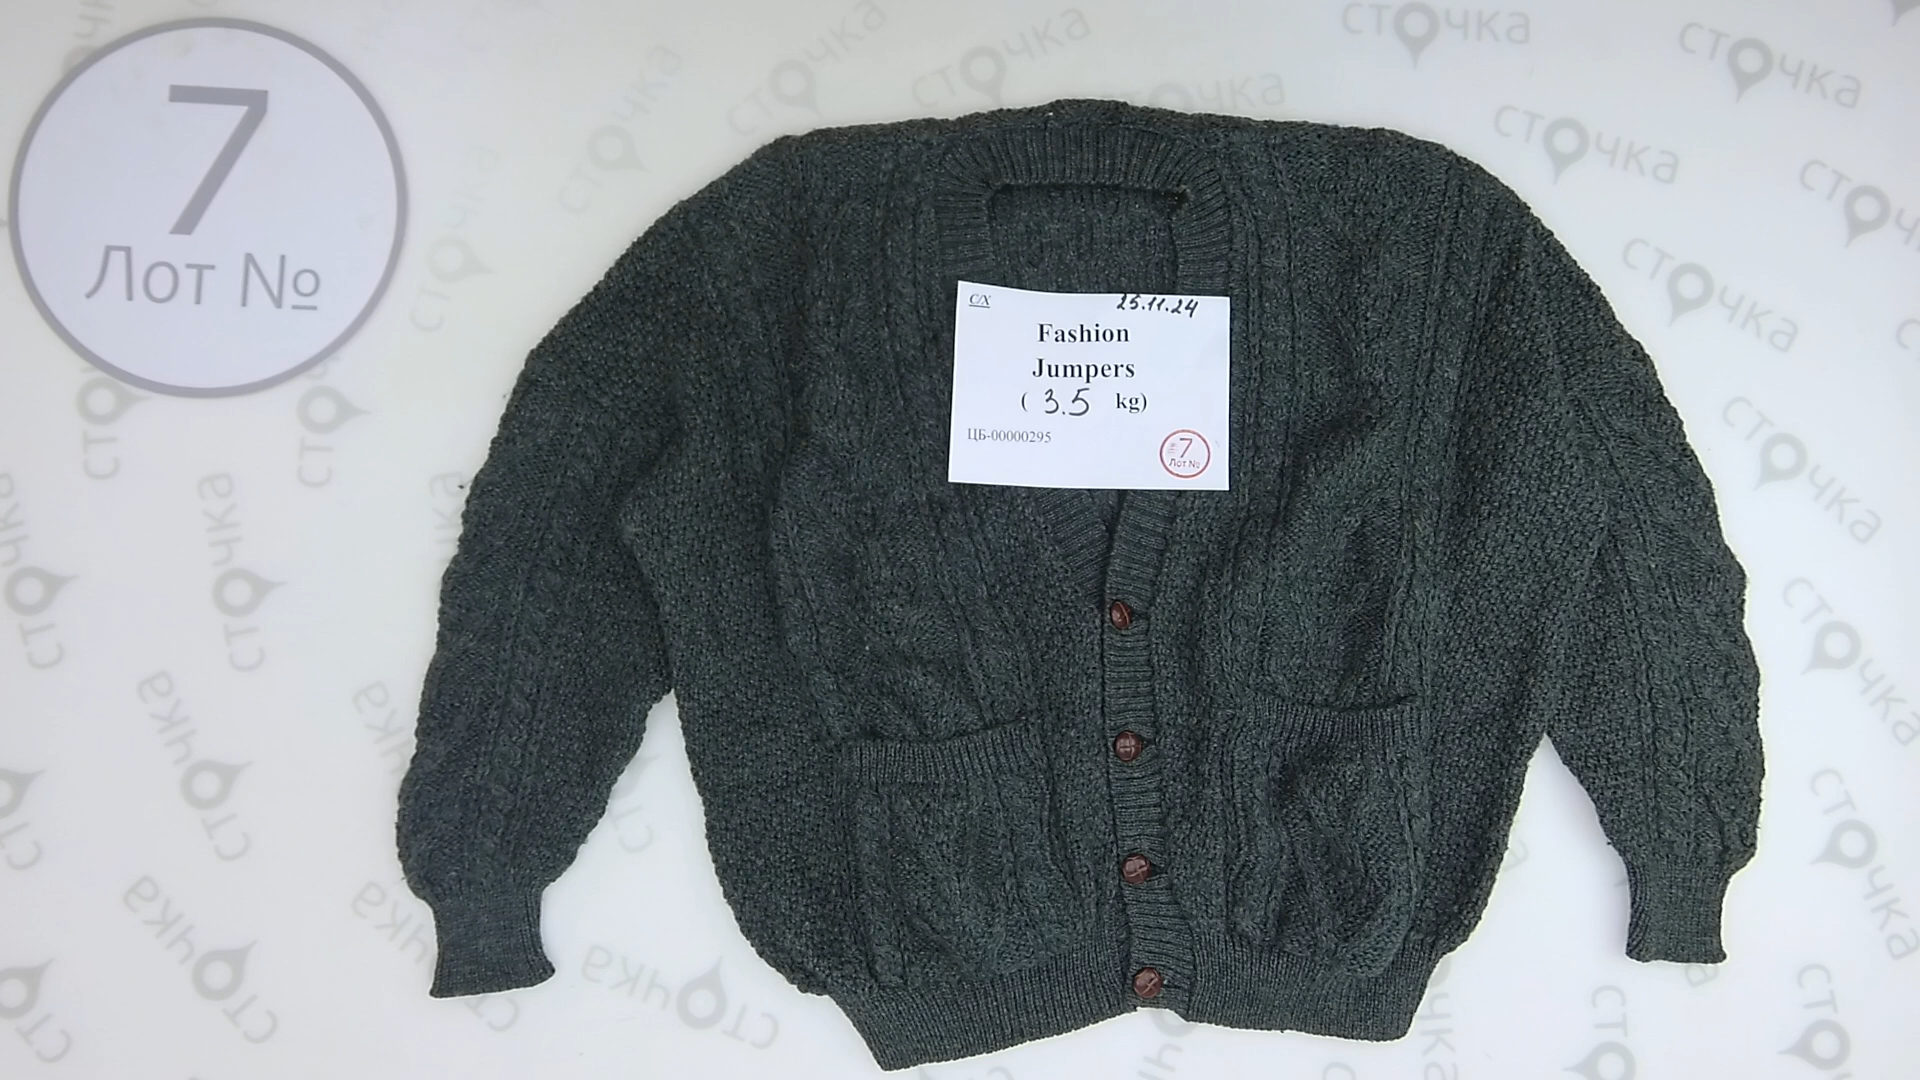 7
Лот №
С/Х
25.11.24
Fashion
Jumpers
( 3.5 kg)
ЦБ-00000295
7
Лот №
сточка